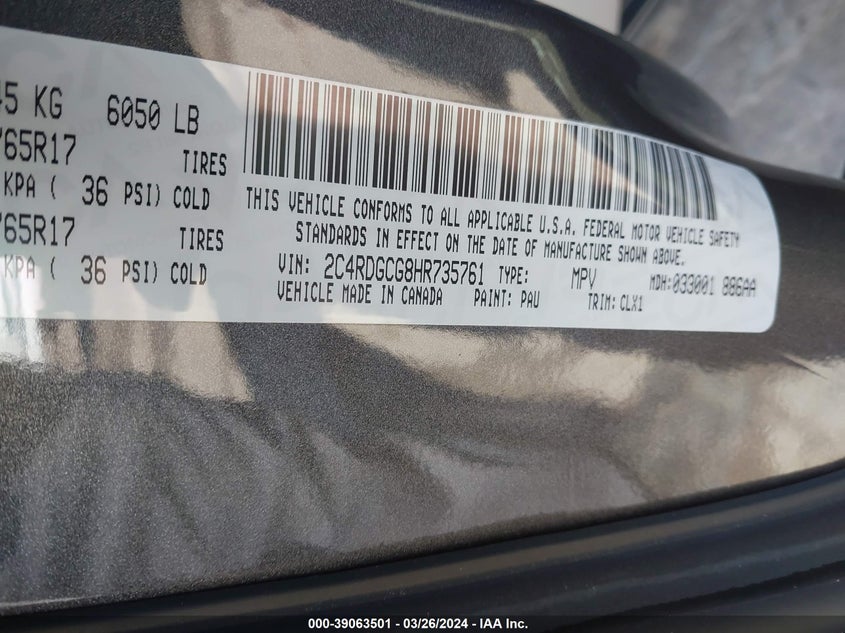 45 KG 6050 LB
/65R17 TIRES
KPA ( 36 PSI) COLD
/65R17 TIRES
KPA ( 36 PSI) COLD
THIS VEHICLE CONFORMS TO ALL APPLICABLE U.S.A. FEDERAL MOTOR VEHICLE SAFETY
STANDARDS IN EFFECT ON THE DATE OF MANUFACTURE SHOWN ABOVE.
VIN: 2C4RDGCG8HR735761 TYPE: MPV MDH:033001 886AA
VEHICLE MADE IN CANADA PAINT: PAU TRIM: CLX1
000-39063501 - 03/26/2024 - IAA Inc.